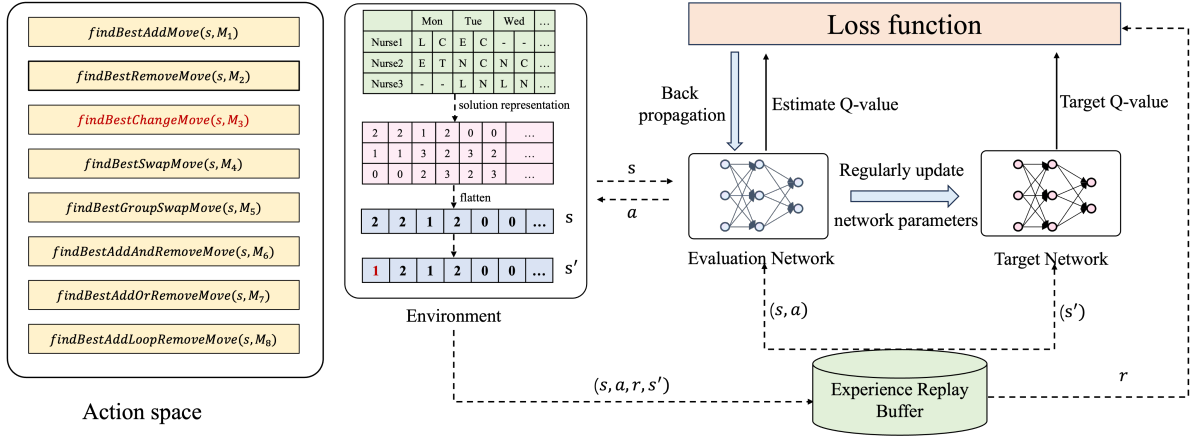 findBestAddMove(s, M₁)
findBestRemoveMove(s, M₂)
findBestChangeMove(s, M₃)
findBestSwapMove(s, M₄)
findBestGroupSwapMove(s, M₅)
findBestAddAndRemoveMove(s, M₆)
findBestAddOrRemoveMove(s, M₇)
findBestAddLoopRemoveMove(s, M₈)
Action space
Mon Tue Wed ...
Nurse1 L C E C - - ...
Nurse2 E T N C N C ...
Nurse3 - - L N L N ...
solution representation
2 2 1 2 0 0 ...
1 1 3 2 3 2 ...
0 0 2 3 2 3 ...
flatten
2 2 1 2 0 0 ... s
1 2 1 2 0 0 ... s′
Environment
s
a
Loss function
Back
propagation
Estimate Q-value
Target Q-value
Regularly update
network parameters
Evaluation Network
Target Network
(s, a)
(s′)
(s, a, r, s′)
Experience Replay
Buffer
r